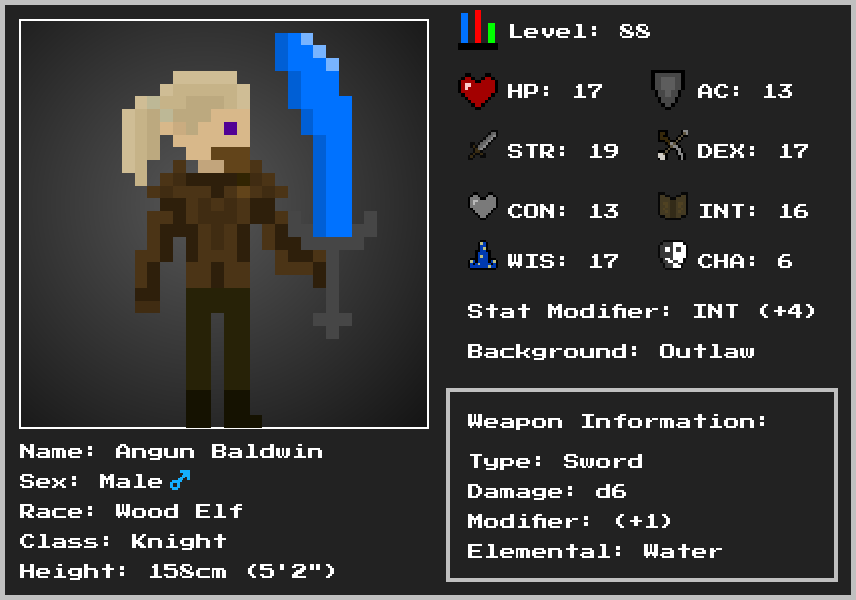 Level: 88
HP: 17
AC: 13
STR: 19
DEX: 17
CON: 13
INT: 16
WIS: 17
CHA: 6
Stat Modifier: INT (+4)
Background: Outlaw
Weapon Information:
Type: Sword
Damage: d6
Modifier: (+1)
Elemental: Water
Name: Angun Baldwin
Sex: Male♂
Race: Wood Elf
Class: Knight
Height: 158cm (5'2")